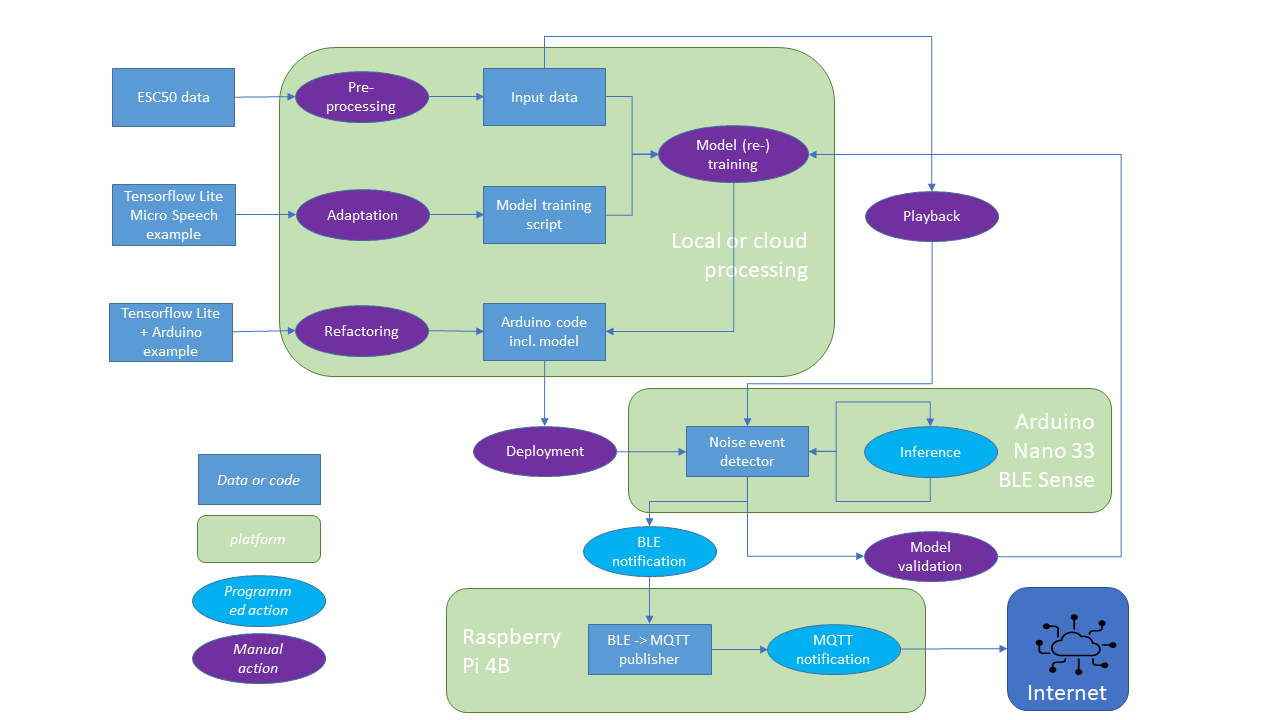 ESC50 data
Pre-
processing
Input data
Model (re-)
training
Tensorflow Lite
Micro Speech
example
Adaptation
Model training
script
Playback
Local or cloud
processing
Tensorflow Lite
+ Arduino
example
Refactoring
Arduino code
incl. model
Deployment
Noise event
detector
Inference
Arduino
Nano 33
BLE Sense
Data or code
platform
Programm
ed action
Manual
action
BLE
notification
Model
validation
Raspberry
Pi 4B
BLE -> MQTT
publisher
MQTT
notification
Internet